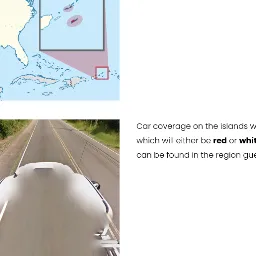 Car coverage on the islands w
which will either be red or whit
can be found in the region gue